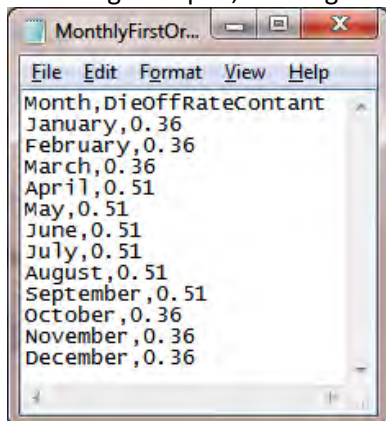 MonthlyFirstOr...
File Edit Format View Help
Month,DieOffRateContant
January,0.36
February,0.36
March,0.36
April,0.51
May,0.51
June,0.51
July,0.51
August,0.51
September,0.51
October,0.36
November,0.36
December,0.36